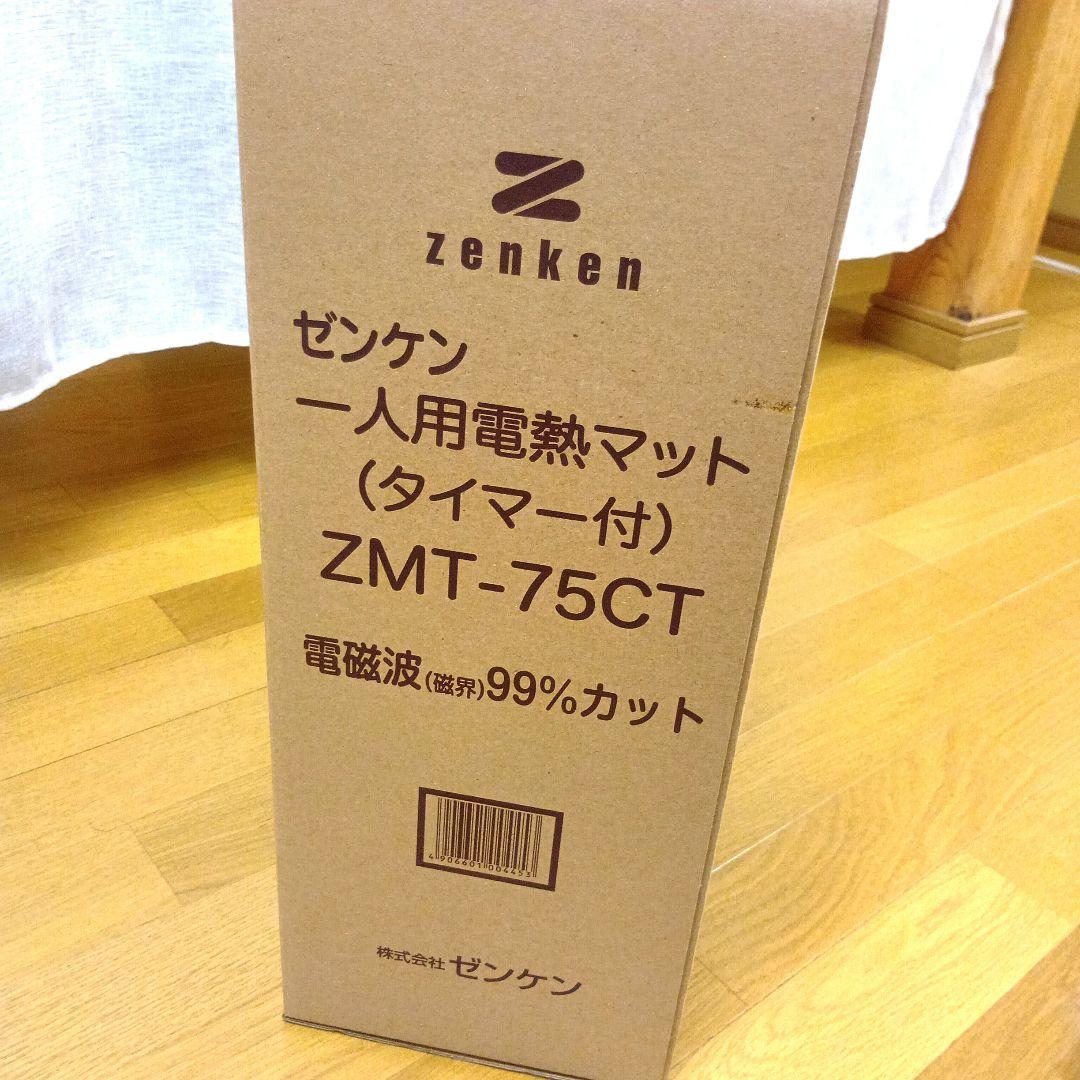 zenken
ゼンケン
一人用電熱マット
（タイマー付）
ZMT-75CT
電磁波(磁界)99%カット
4906601004453
株式会社ゼンケン